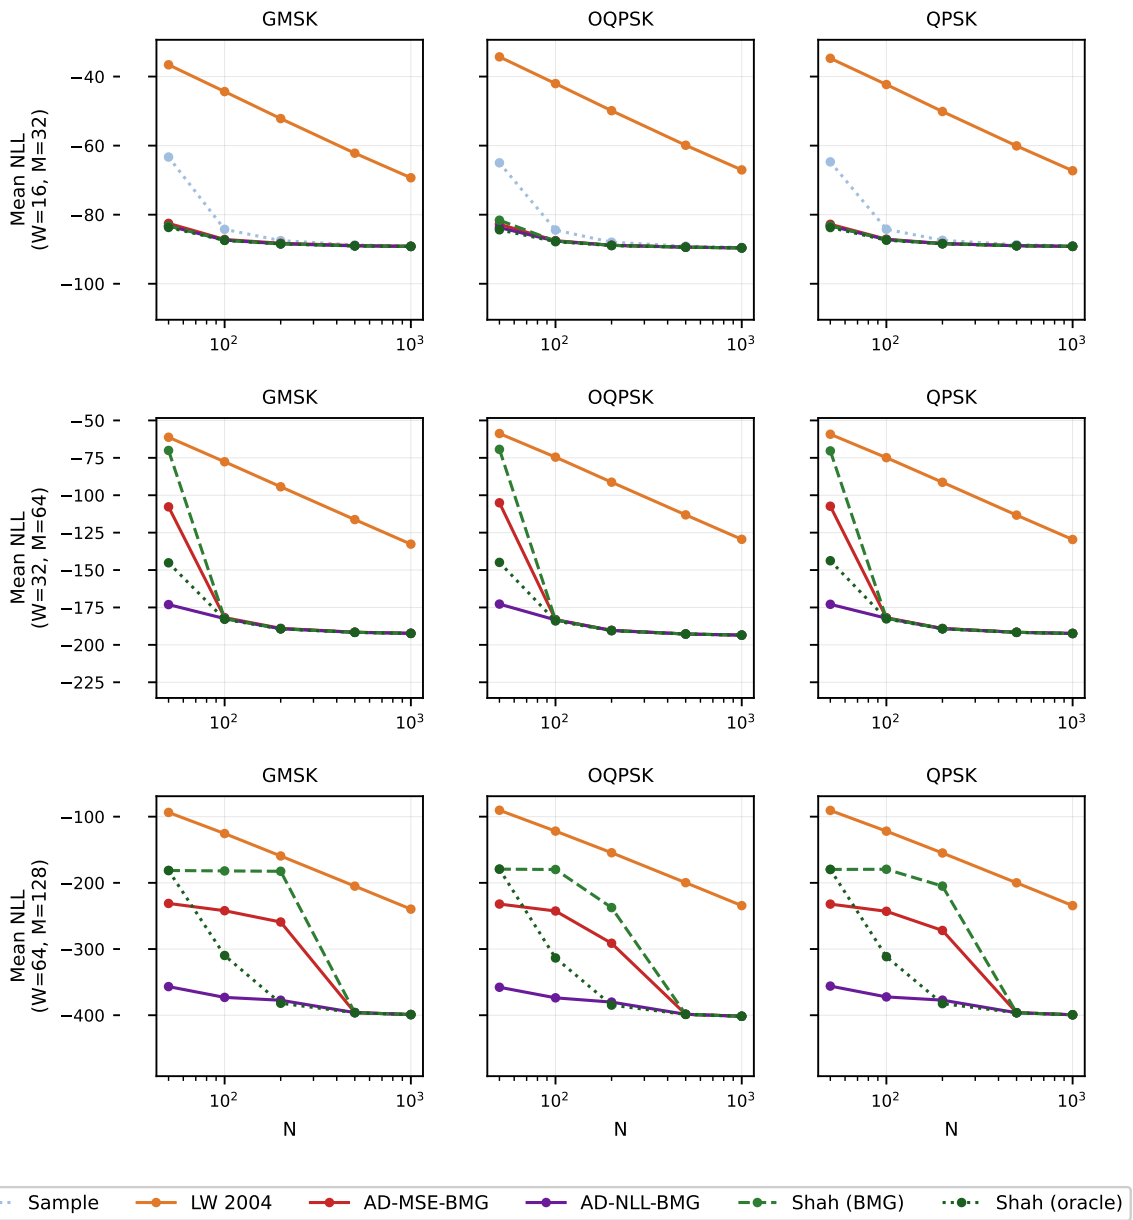 GMSK OQPSK QPSK
Mean NLL
(W=16, M=32)
−40
−60
−80
−100
10² 10³ 10² 10³ 10² 10³
GMSK OQPSK QPSK
Mean NLL
(W=32, M=64)
−50
−75
−100
−125
−150
−175
−200
−225
10² 10³ 10² 10³ 10² 10³
GMSK OQPSK QPSK
Mean NLL
(W=64, M=128)
−100
−200
−300
−400
10² 10³ 10² 10³ 10² 10³
N N N
Sample LW 2004 AD-MSE-BMG AD-NLL-BMG Shah (BMG) Shah (oracle)